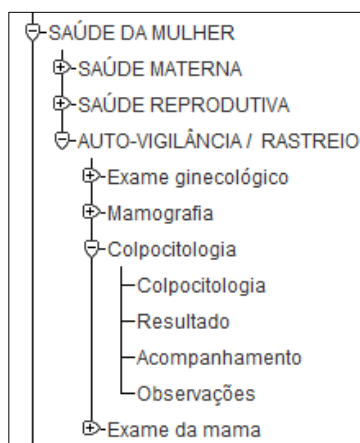 SAÚDE DA MULHER
SAÚDE MATERNA
SAÚDE REPRODUTIVA
AUTO-VIGILÂNCIA / RASTREIO
Exame ginecológico
Mamografia
Colpocitologia
Colpocitologia
Resultado
Acompanhamento
Observações
Exame da mama